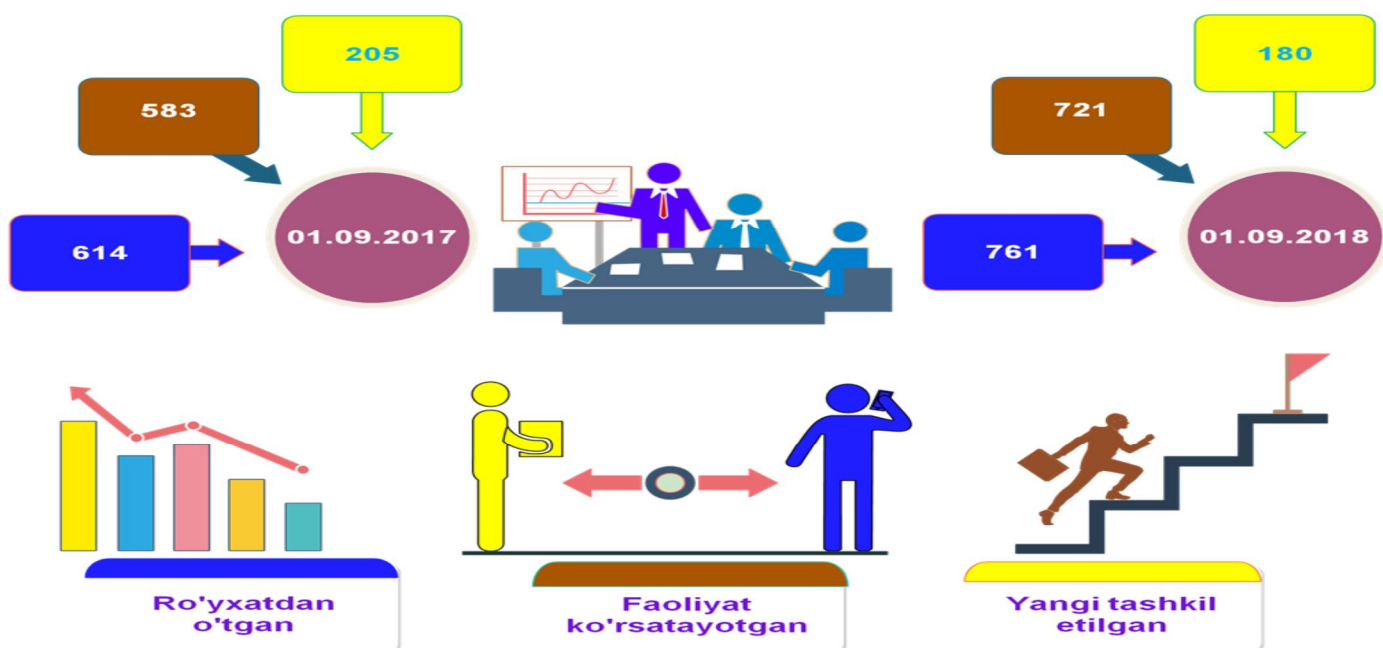 205
180
583
721
01.09.2017
01.09.2018
614
761
Ro'yxatdan
o'tgan
Faoliyat
ko'rsatayotgan
Yangi tashkil
etilgan